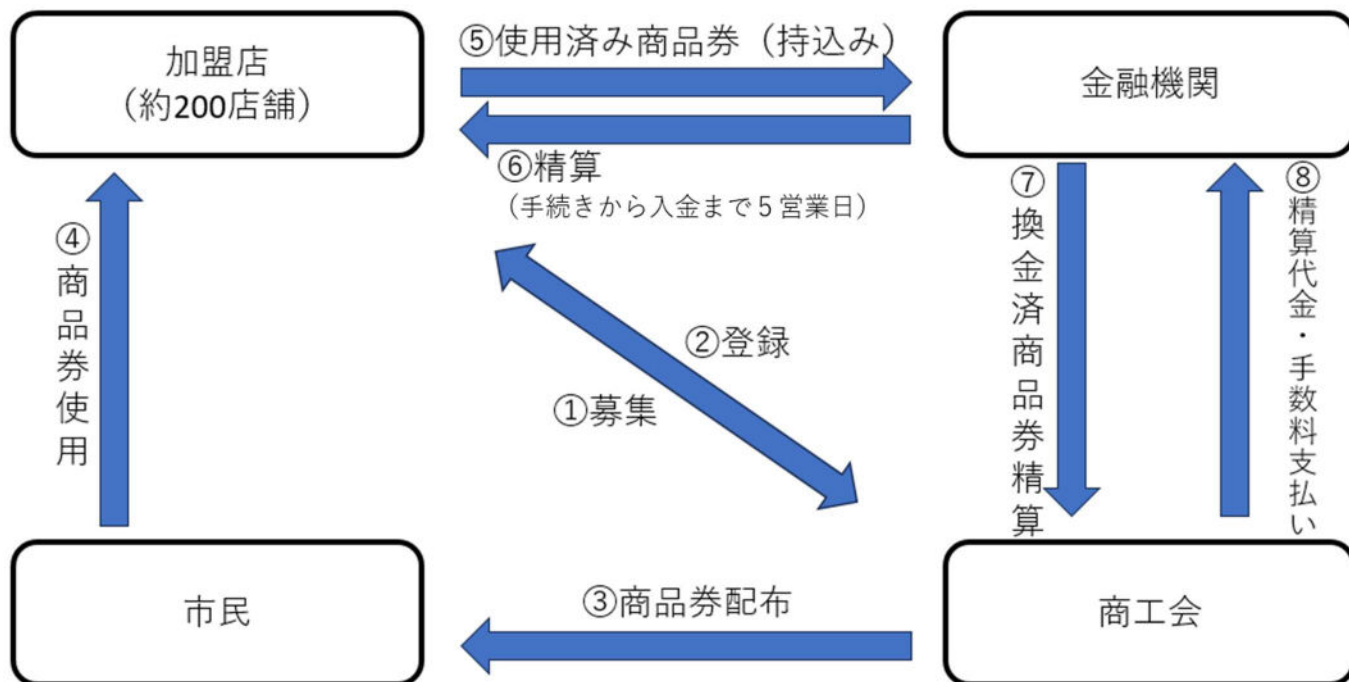 加盟店
（約200店舗）
⑤使用済み商品券（持込み）
金融機関
⑥精算
（手続きから入金まで５営業日）
④商品券使用
②登録
①募集
⑦換金済商品券精算
⑧精算代金・手数料支払い
市民
③商品券配布
商工会